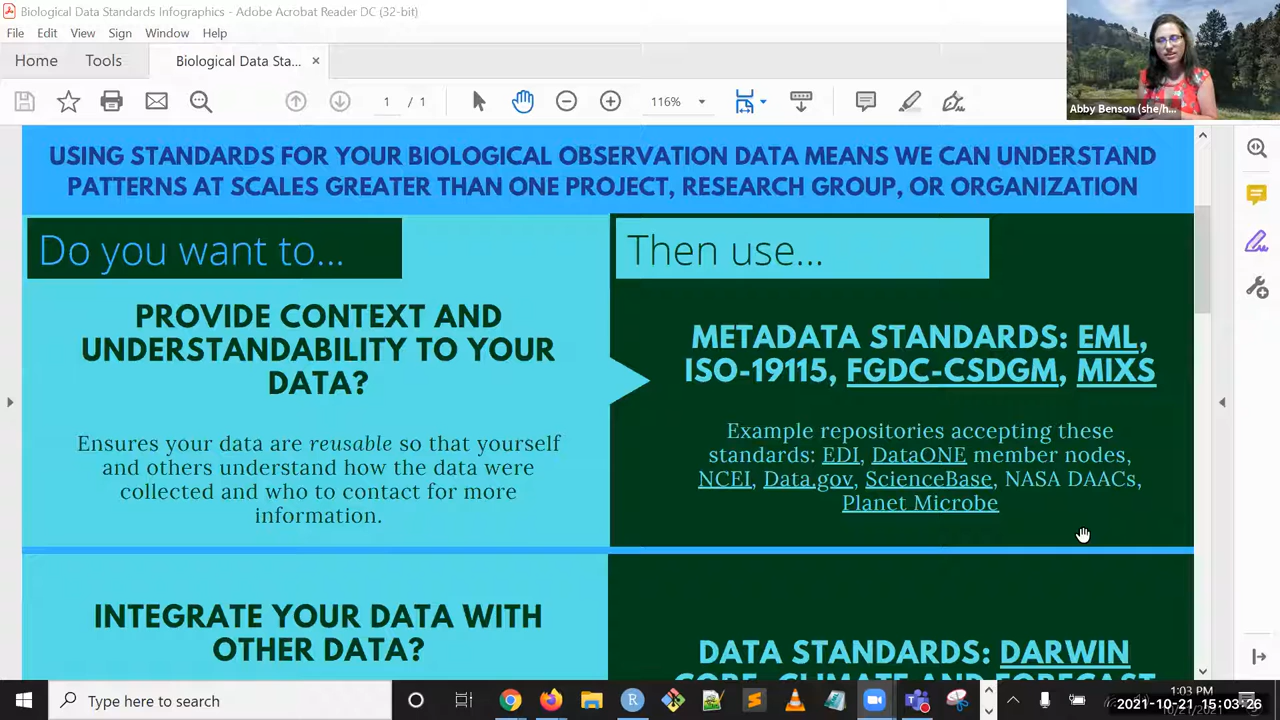 Biological Data Standards Infographics - Adobe Acrobat Reader DC (32-bit)
File Edit View Sign Window Help
Home Tools Biological Data Sta... ×
1 / 1 116%
Abby Benson (she/h...
USING STANDARDS FOR YOUR BIOLOGICAL OBSERVATION DATA MEANS WE CAN UNDERSTAND
PATTERNS AT SCALES GREATER THAN ONE PROJECT, RESEARCH GROUP, OR ORGANIZATION
Do you want to...
PROVIDE CONTEXT AND
UNDERSTANDABILITY TO YOUR
DATA?
Ensures your data are reusable so that yourself
and others understand how the data were
collected and who to contact for more
information.
Then use...
METADATA STANDARDS: EML,
ISO-19115, FGDC-CSDGM, MIXS
Example repositories accepting these
standards: EDI, DataONE member nodes,
NCEI, Data.gov, ScienceBase, NASA DAACs,
Planet Microbe
INTEGRATE YOUR DATA WITH
OTHER DATA?
DATA STANDARDS: DARWIN
CORE, CLIMATE AND FORECAST
Type here to search
1:03 PM
2021-10-21 15:03:26